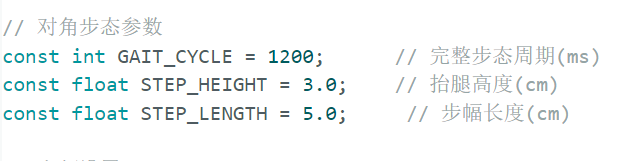 // 对角步态参数
const int GAIT_CYCLE = 1200;      // 完整步态周期(ms)
const float STEP_HEIGHT = 3.0;    // 抬腿高度(cm)
const float STEP_LENGTH = 5.0;     // 步幅长度(cm)